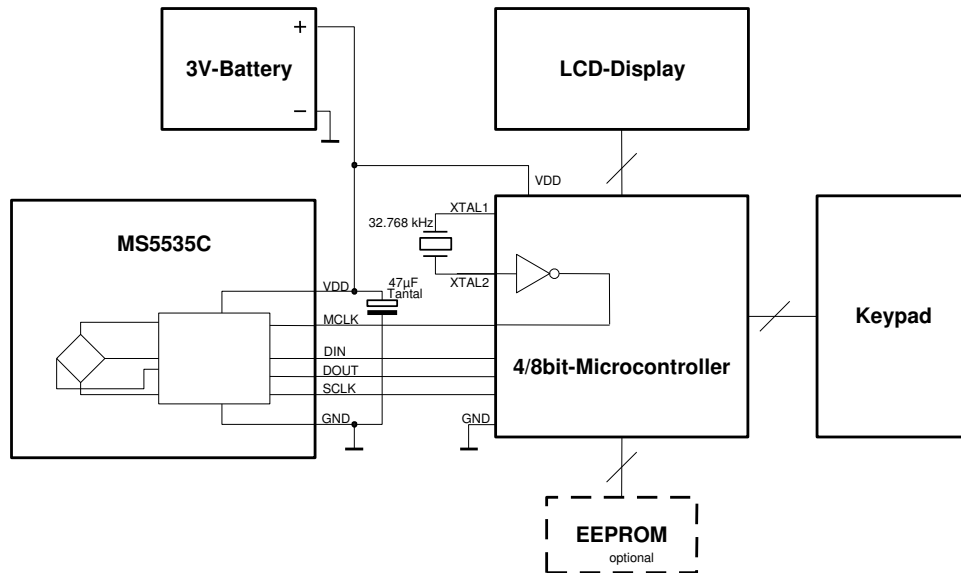 +
3V-Battery
−
LCD-Display
VDD
MS5535C
XTAL1
32.768 kHz
XTAL2
VDD
47µF
Tantal
MCLK
DIN
DOUT
SCLK
GND
4/8bit-Microcontroller
GND
Keypad
EEPROM
optional